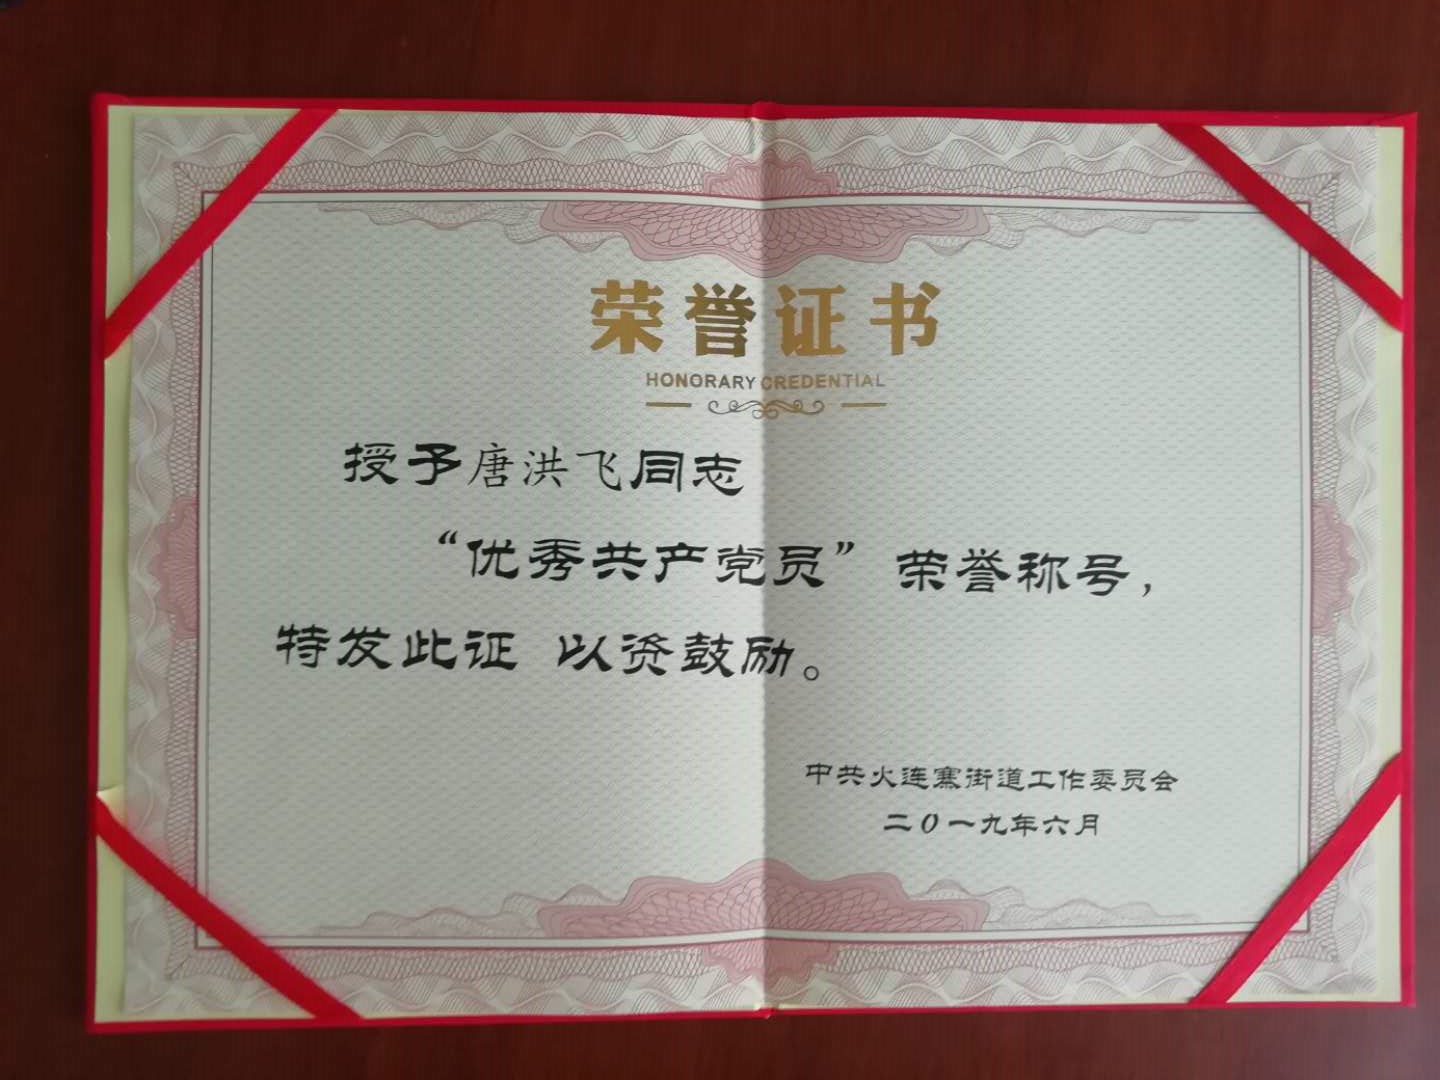 荣誉证书
HONORARY CREDENTIAL
授予唐洪飞同志
“优秀共产党员”荣誉称号，
特发此证 以资鼓励。
中共火连寨街道工作委员会
二0一九年六月